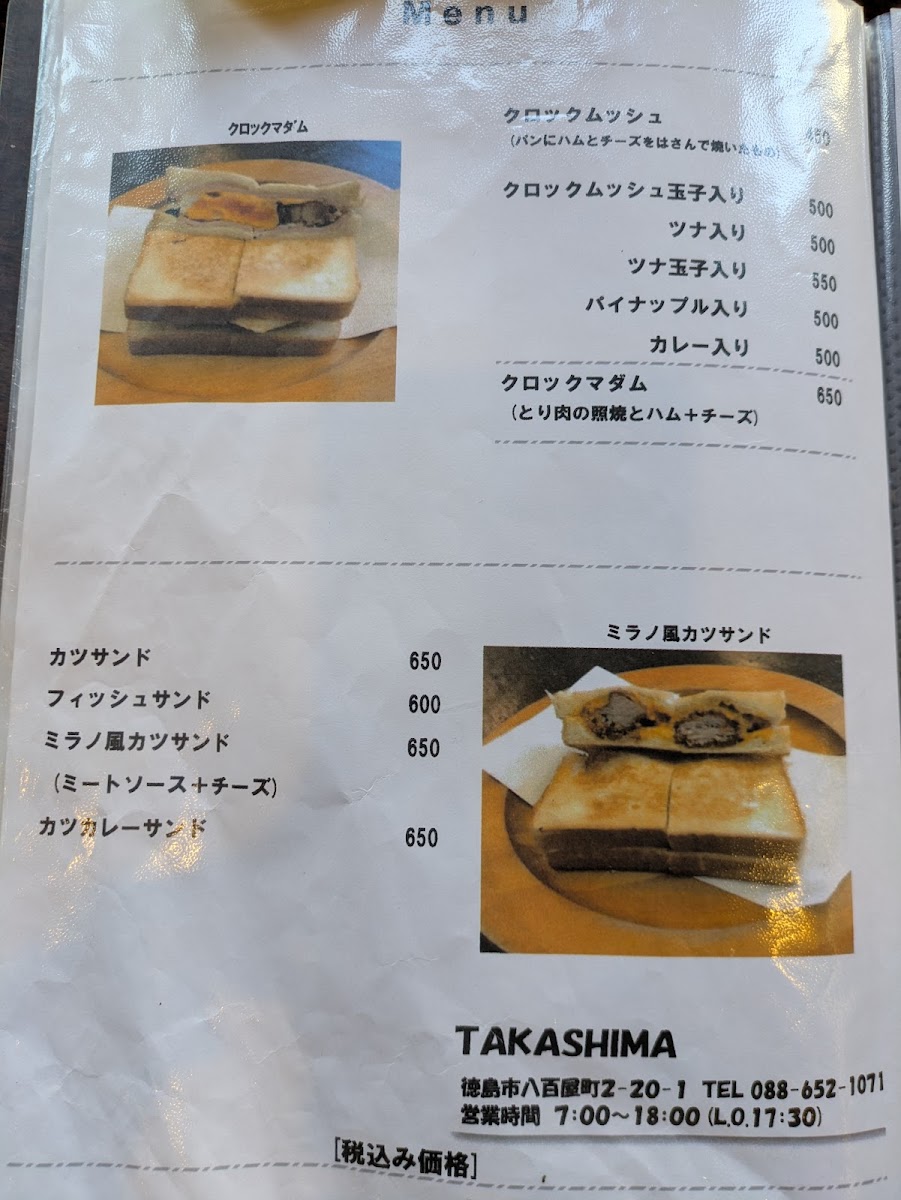 Menu
クロックマダム
クロックムッシュ 450
(パンにハムとチーズをはさんで焼いたもの)
クロックムッシュ玉子入り 500
ツナ入り 500
ツナ玉子入り 550
パイナップル入り 500
カレー入り 500
クロックマダム 650
(とり肉の照焼とハム+チーズ)
カツサンド 650
フィッシュサンド 600
ミラノ風カツサンド 650
(ミートソース+チーズ)
カツカレーサンド 650
ミラノ風カツサンド
TAKASHIMA
徳島市八百屋町2-20-1 TEL 088-652-1071
営業時間 7:00~18:00 (L.O.17:30)
[税込み価格]